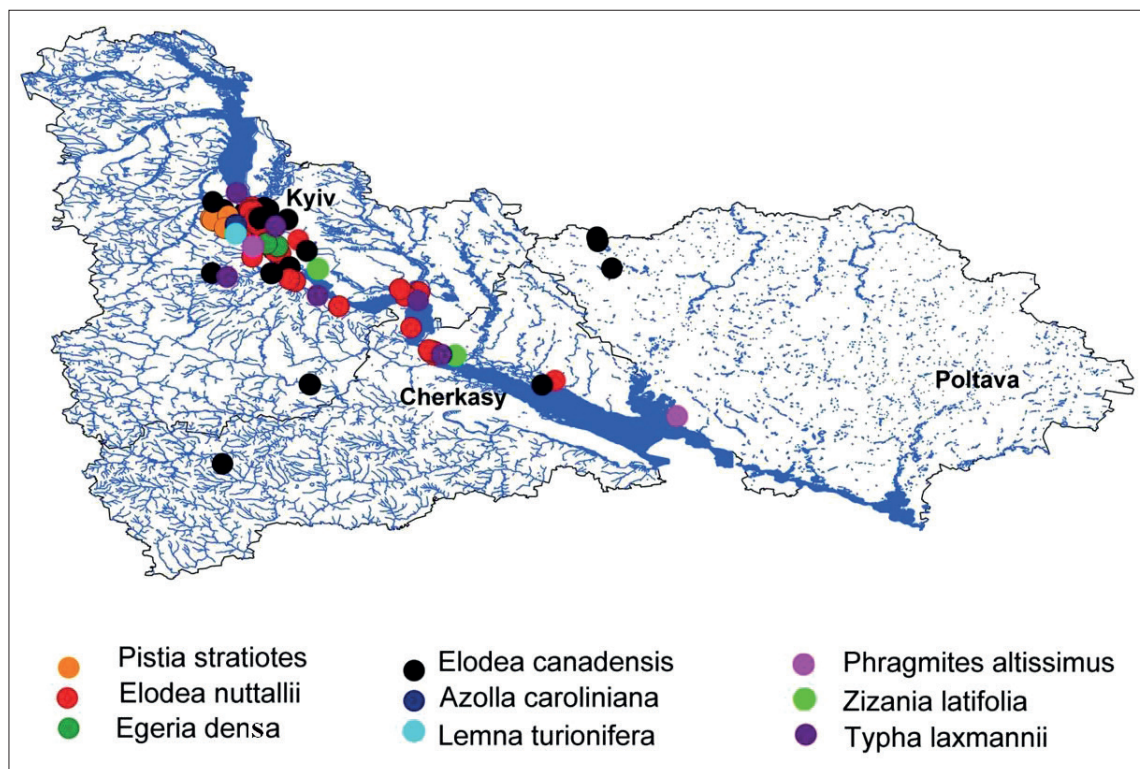 Kyiv
Cherkasy
Poltava
Pistia stratiotes
Elodea nuttallii
Egeria densa
Elodea canadensis
Azolla caroliniana
Lemna turionifera
Phragmites altissimus
Zizania latifolia
Typha laxmannii